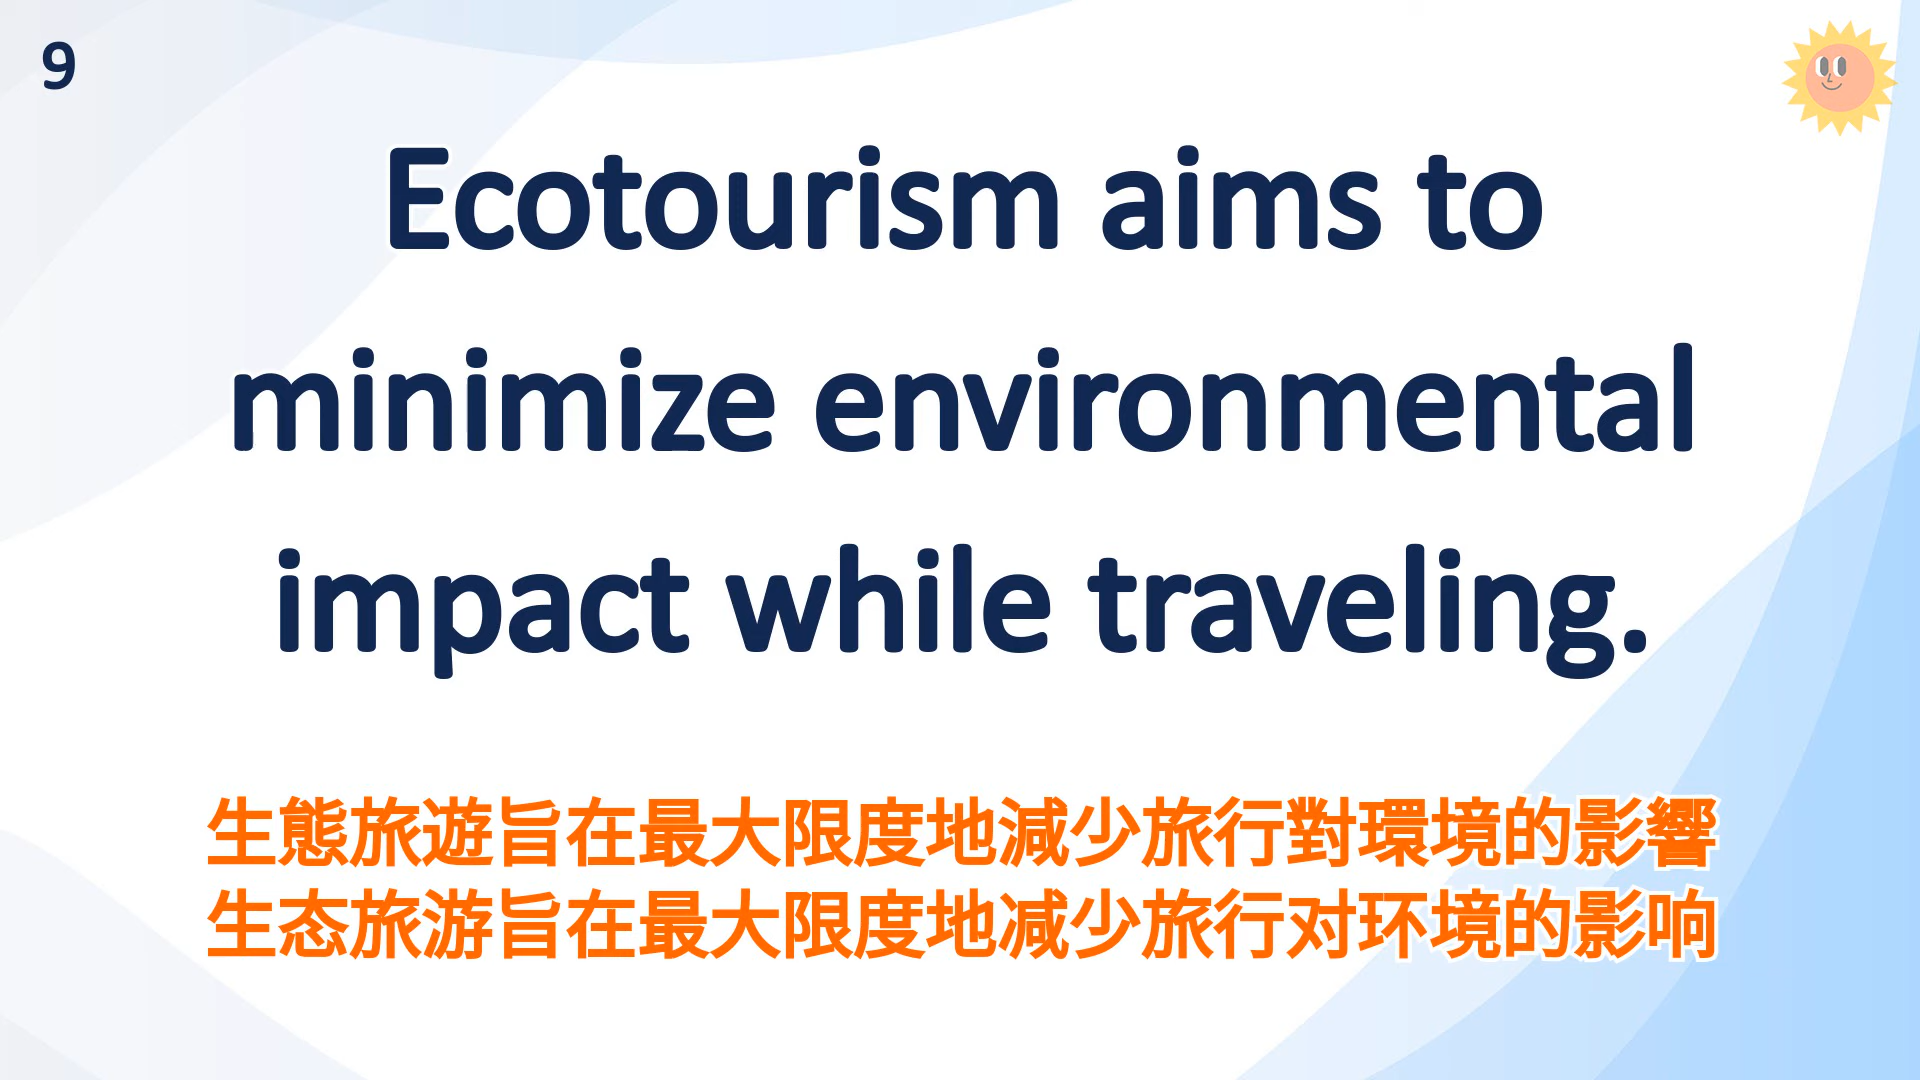 9
Ecotourism aims to
minimize environmental
impact while traveling.
生態旅遊旨在最大限度地減少旅行對環境的影響
生态旅游旨在最大限度地减少旅行对环境的影响